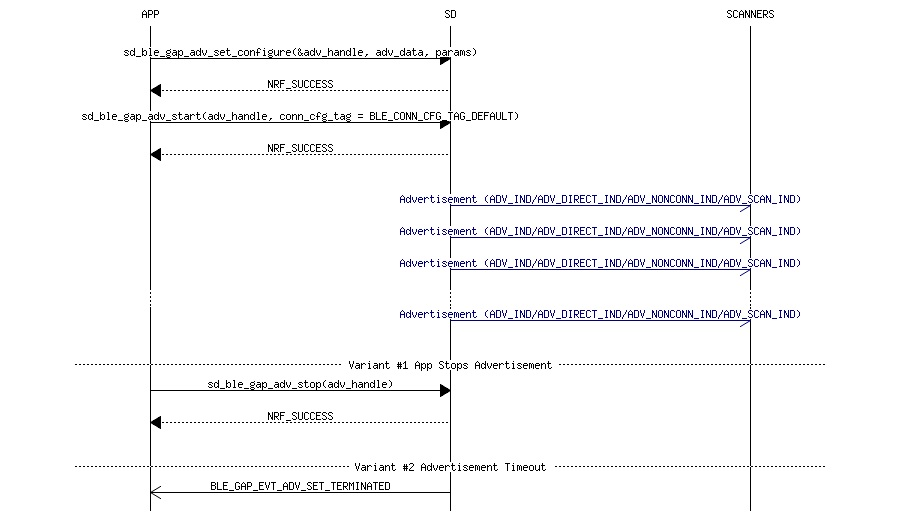 APP SD SCANNERS
sd_ble_gap_adv_set_configure(&adv_handle, adv_data, params)
NRF_SUCCESS
sd_ble_gap_adv_start(adv_handle, conn_cfg_tag = BLE_CONN_CFG_TAG_DEFAULT)
NRF_SUCCESS
Advertisement (ADV_IND/ADV_DIRECT_IND/ADV_NONCONN_IND/ADV_SCAN_IND)
Advertisement (ADV_IND/ADV_DIRECT_IND/ADV_NONCONN_IND/ADV_SCAN_IND)
Advertisement (ADV_IND/ADV_DIRECT_IND/ADV_NONCONN_IND/ADV_SCAN_IND)
Advertisement (ADV_IND/ADV_DIRECT_IND/ADV_NONCONN_IND/ADV_SCAN_IND)
Variant #1 App Stops Advertisement
sd_ble_gap_adv_stop(adv_handle)
NRF_SUCCESS
Variant #2 Advertisement Timeout
BLE_GAP_EVT_ADV_SET_TERMINATED